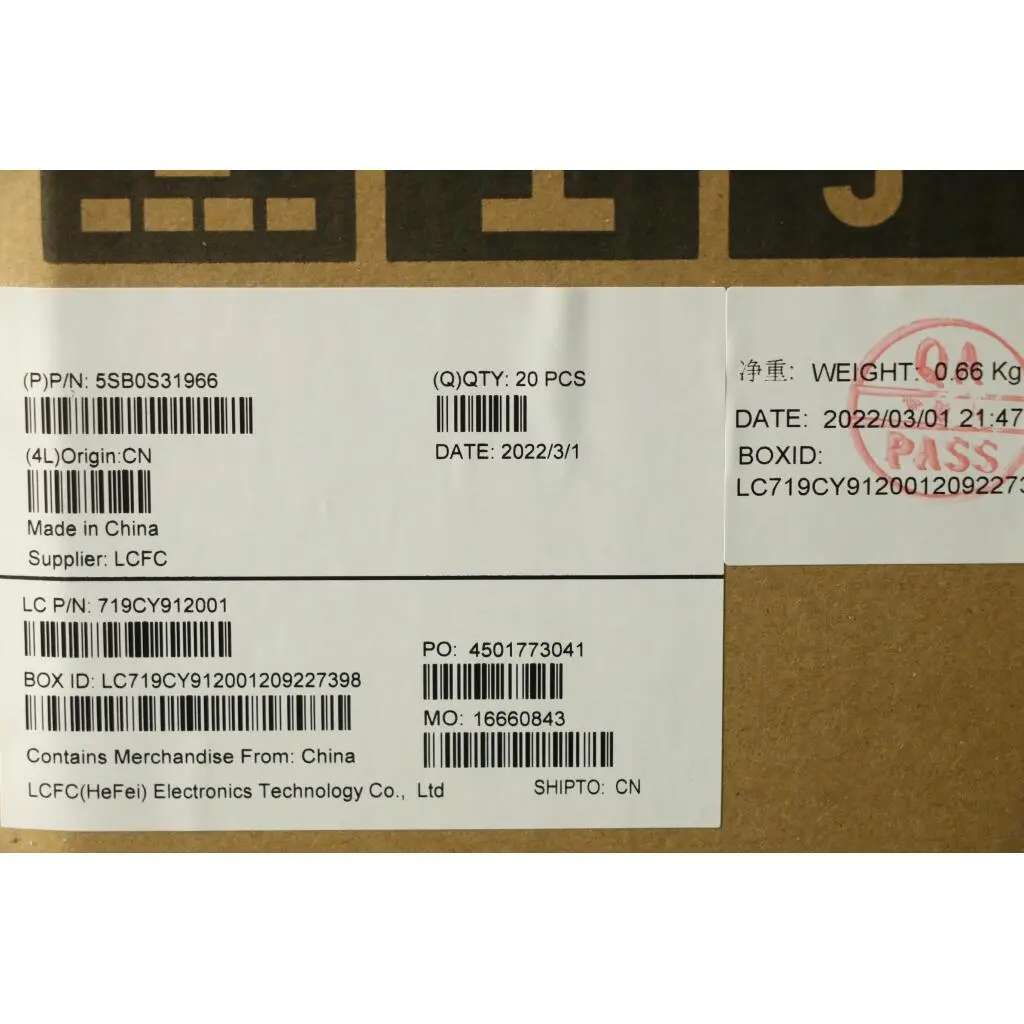 (P)P/N: 5SB0S31966
(Q)QTY: 20 PCS
(4L)Origin:CN
DATE: 2022/3/1
Made in China
Supplier: LCFC
LC P/N: 719CY912001
PO: 4501773041
BOX ID: LC719CY912001209227398
MO: 16660843
Contains Merchandise From: China
LCFC(HeFei) Electronics Technology Co., Ltd
SHIPTO: CN
净重: WEIGHT: 0.66 Kg
DATE: 2022/03/01 21:47
BOXID:
LC719CY91200120922739
QA
PASS